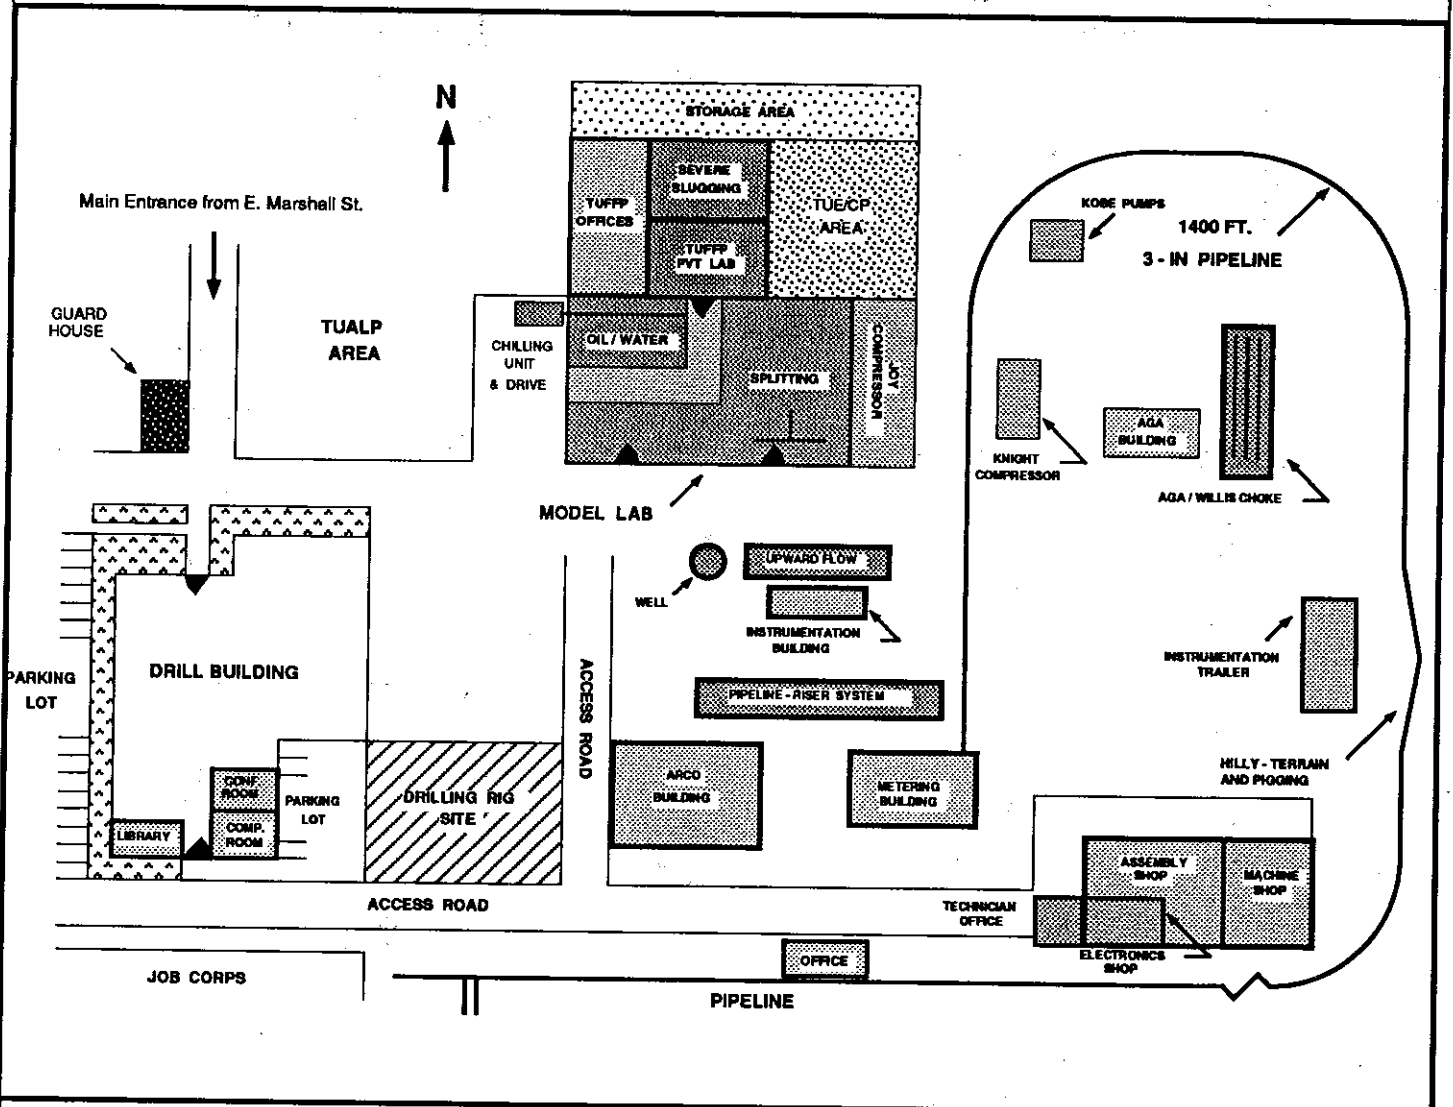 N
STORAGE AREA
Main Entrance from E. Marshall St.
TUFFP
OFFICES
SEVERE
SLUGGING
TUFFP
PVT LAB
TUE/CP
AREA
KOBE PUMPS
1400 FT.
3 - IN PIPELINE
GUARD
HOUSE
TUALP
AREA
CHILLING
UNIT
& DRIVE
OIL / WATER
SPLITTING
JOY
COMPRESSOR
KNIGHT
COMPRESSOR
AGA
BUILDING
AGA / WILLIS CHOKE
MODEL LAB
WELL
UPWARD FLOW
INSTRUMENTATION
BUILDING
PARKING
LOT
DRILL BUILDING
ACCESS ROAD
PIPELINE - RISER SYSTEM
INSTRUMENTATION
TRAILER
HILLY - TERRAIN
AND PIGGING
CONF.
ROOM
COMP.
ROOM
LIBRARY
PARKING
LOT
DRILLING RIG
SITE
ARCO
BUILDING
METERING
BUILDING
ASSEMBLY
SHOP
MACHINE
SHOP
ACCESS ROAD
TECHNICIAN
OFFICE
ELECTRONICS
SHOP
OFFICE
JOB CORPS
PIPELINE